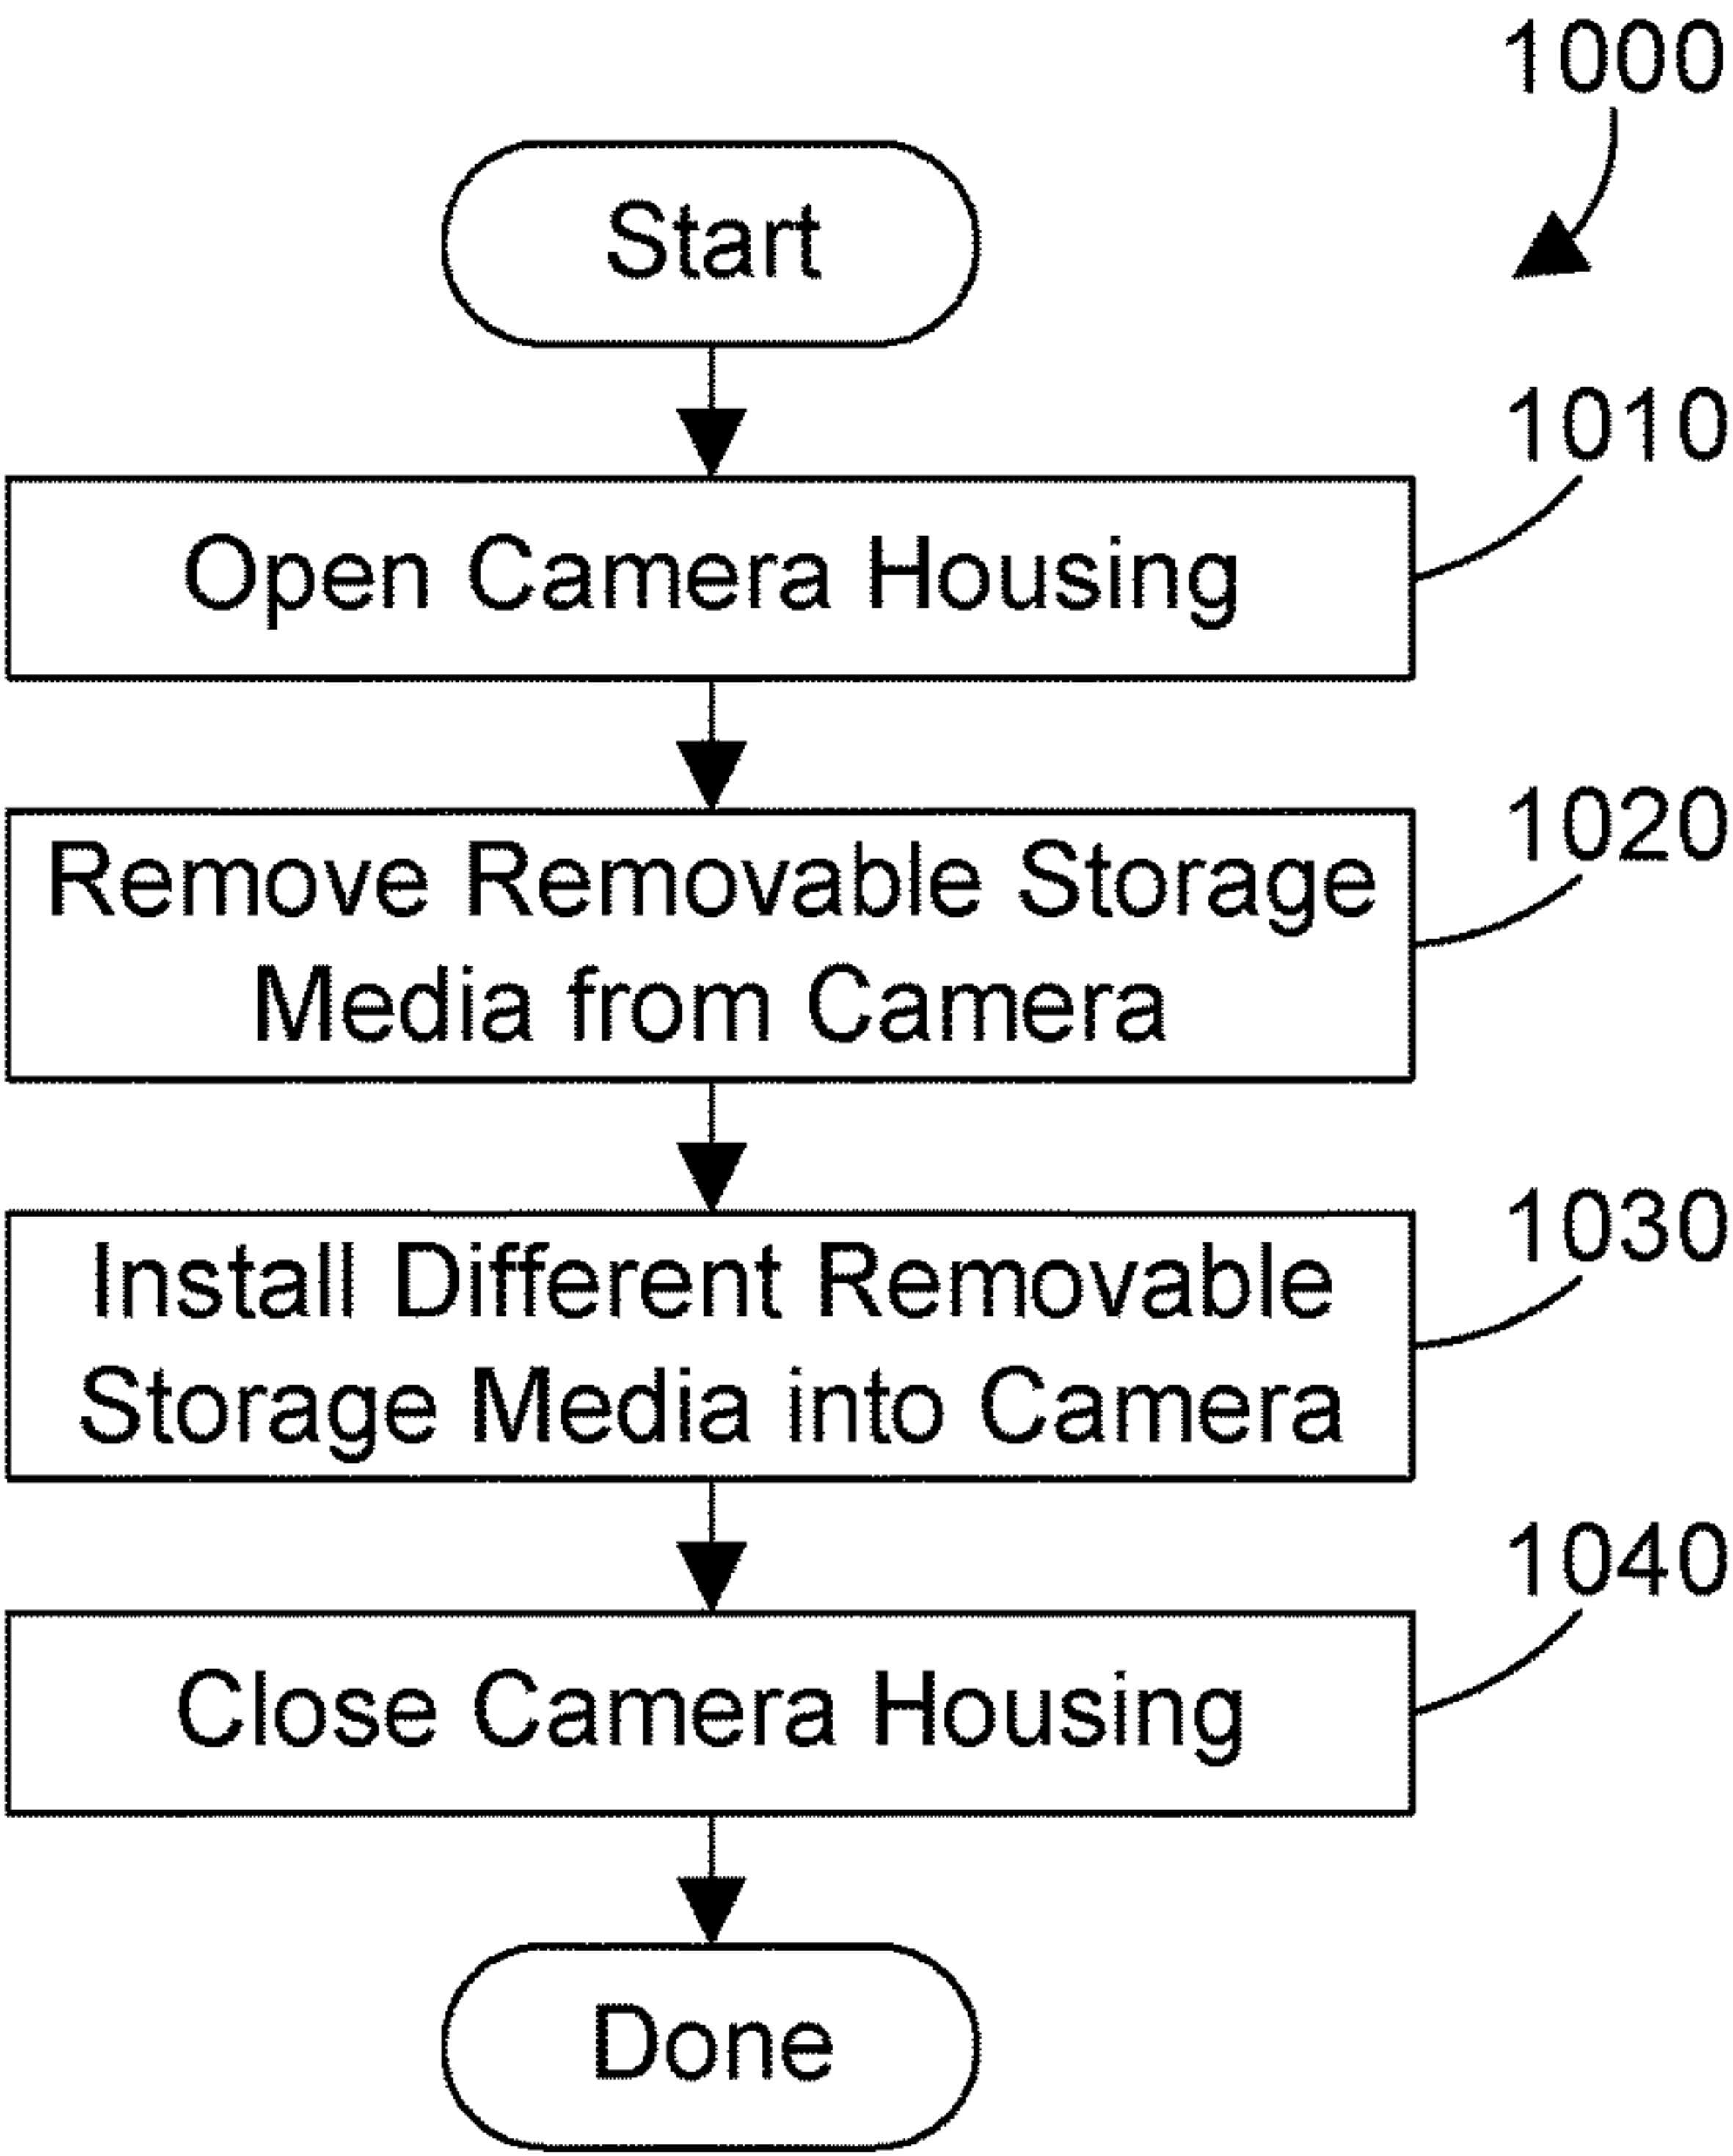 1000
Start
1010
Open Camera Housing
1020
Remove Removable Storage
Media from Camera
1030
Install Different Removable
Storage Media into Camera
1040
Close Camera Housing
Done